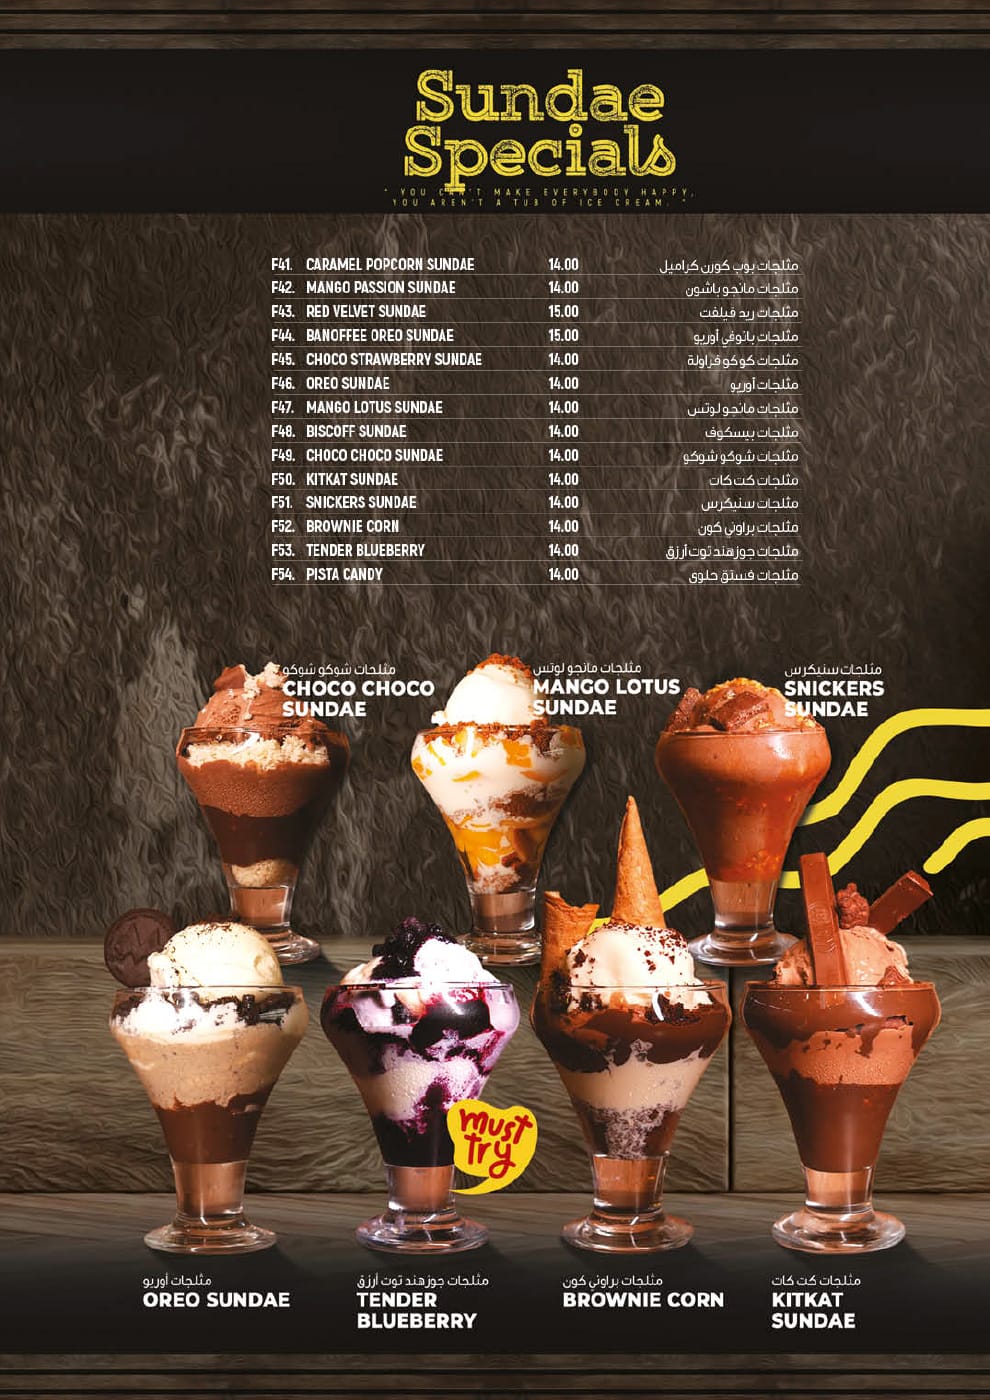 Sundae
Specials
" YOU CAN'T MAKE EVERYBODY HAPPY,
YOU AREN'T A TUB OF ICE CREAM. "
F41. CARAMEL POPCORN SUNDAE 14.00 مثلجات بوب كورن كراميل
F42. MANGO PASSION SUNDAE 14.00 مثلجات مانجو باشون
F43. RED VELVET SUNDAE 15.00 مثلجات ريد فيلفت
F44. BANOFFEE OREO SUNDAE 15.00 مثلجات بانوفي أوريو
F45. CHOCO STRAWBERRY SUNDAE 14.00 مثلجات كوكو فراولة
F46. OREO SUNDAE 14.00 مثلجات أوريو
F47. MANGO LOTUS SUNDAE 14.00 مثلجات مانجو لوتس
F48. BISCOFF SUNDAE 14.00 مثلجات بيسكوف
F49. CHOCO CHOCO SUNDAE 14.00 مثلجات شوكو شوكو
F50. KITKAT SUNDAE 14.00 مثلجات كت كات
F51. SNICKERS SUNDAE 14.00 مثلجات سنيكرس
F52. BROWNIE CORN 14.00 مثلجات براوني كون
F53. TENDER BLUEBERRY 14.00 مثلجات جوزهند توت أرزق
F54. PISTA CANDY 14.00 مثلجات فستق حلوى
مثلجات شوكو شوكو
CHOCO CHOCO
SUNDAE
مثلجات مانجو لوتس
MANGO LOTUS
SUNDAE
مثلجات سنيكرس
SNICKERS
SUNDAE
must
try
مثلجات أوريو
OREO SUNDAE
مثلجات جوزهند توت أرزق
TENDER
BLUEBERRY
مثلجات براوني كون
BROWNIE CORN
مثلجات كت كات
KITKAT
SUNDAE